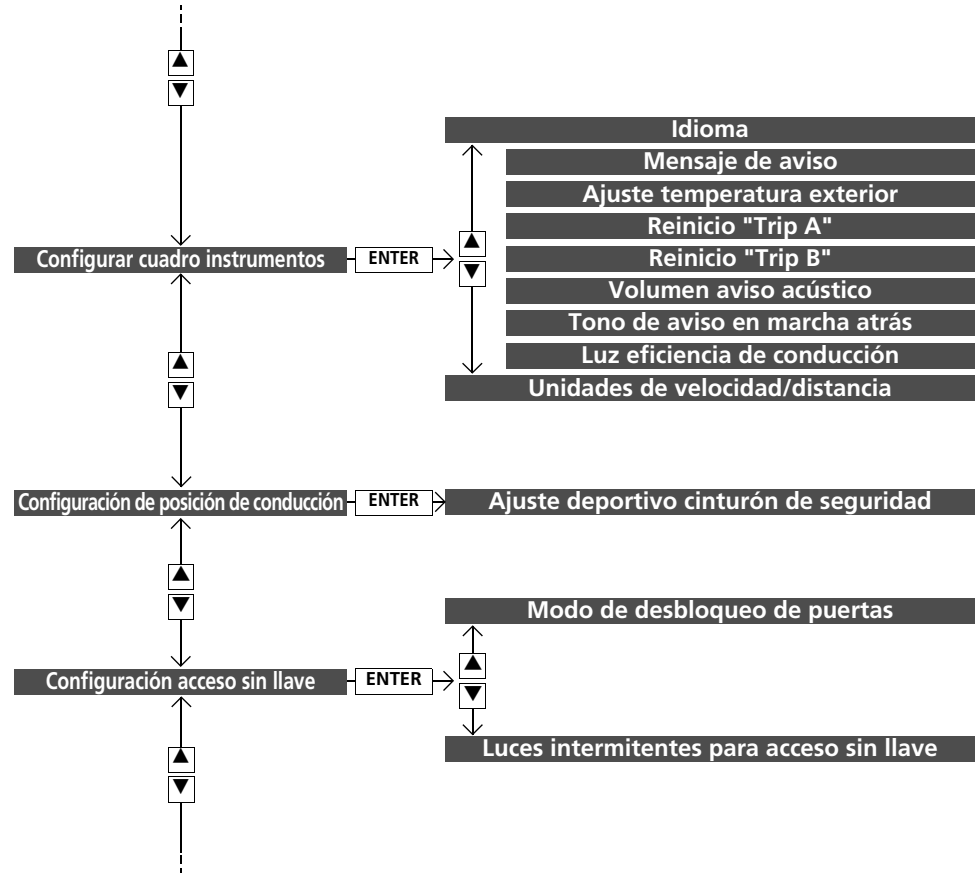 ▲
▼
Idioma
Mensaje de aviso
Ajuste temperatura exterior
Reinicio "Trip A"
Configurar cuadro instrumentos
ENTER
▲
▼
Reinicio "Trip B"
Volumen aviso acústico
Tono de aviso en marcha atrás
Luz eficiencia de conducción
Unidades de velocidad/distancia
▲
▼
Configuración de posición de conducción
ENTER
Ajuste deportivo cinturón de seguridad
▲
▼
Modo de desbloqueo de puertas
Configuración acceso sin llave
ENTER
▲
▼
Luces intermitentes para acceso sin llave
▲
▼